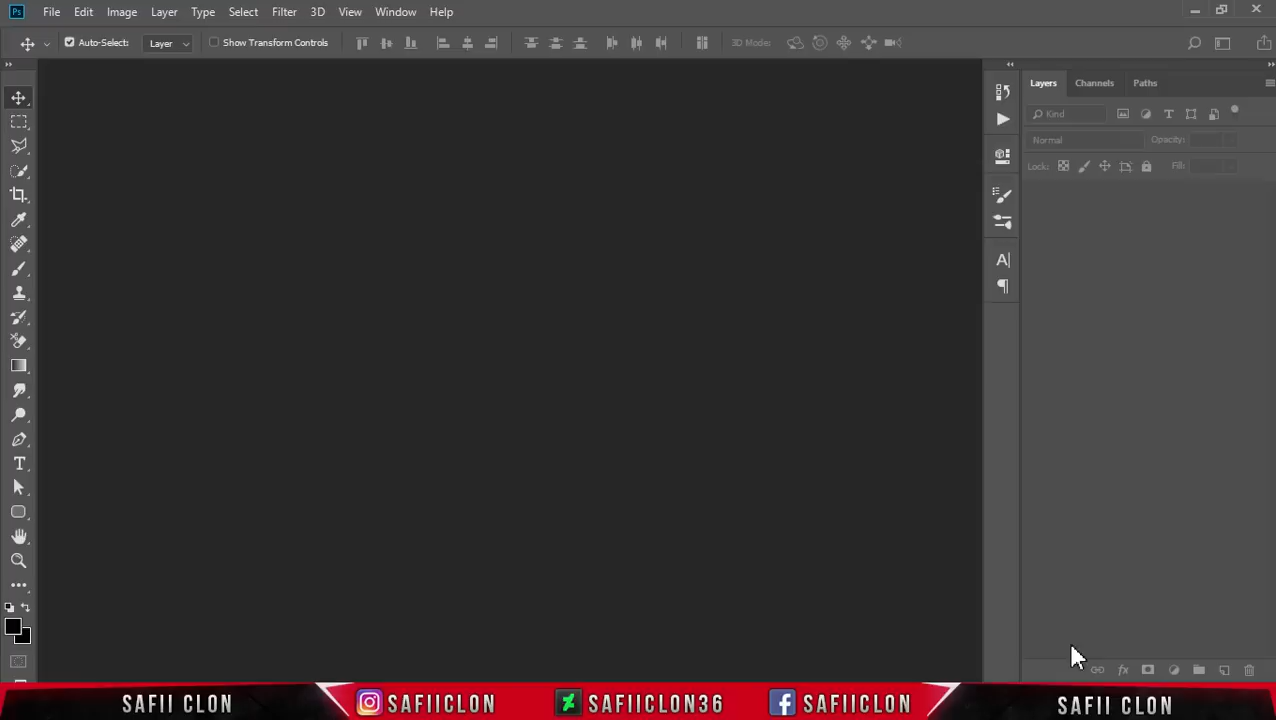 Ps File Edit Image Layer Type Select Filter 3D View Window Help
Auto-Select: Layer Show Transform Controls 3D Mode:
Layers Channels Paths
Kind T
Normal Opacity:
Lock: Fill:
A
¶
T
SAFII CLON SAFIICLON SAFIICLON36 SAFIICLON SAFII CLON